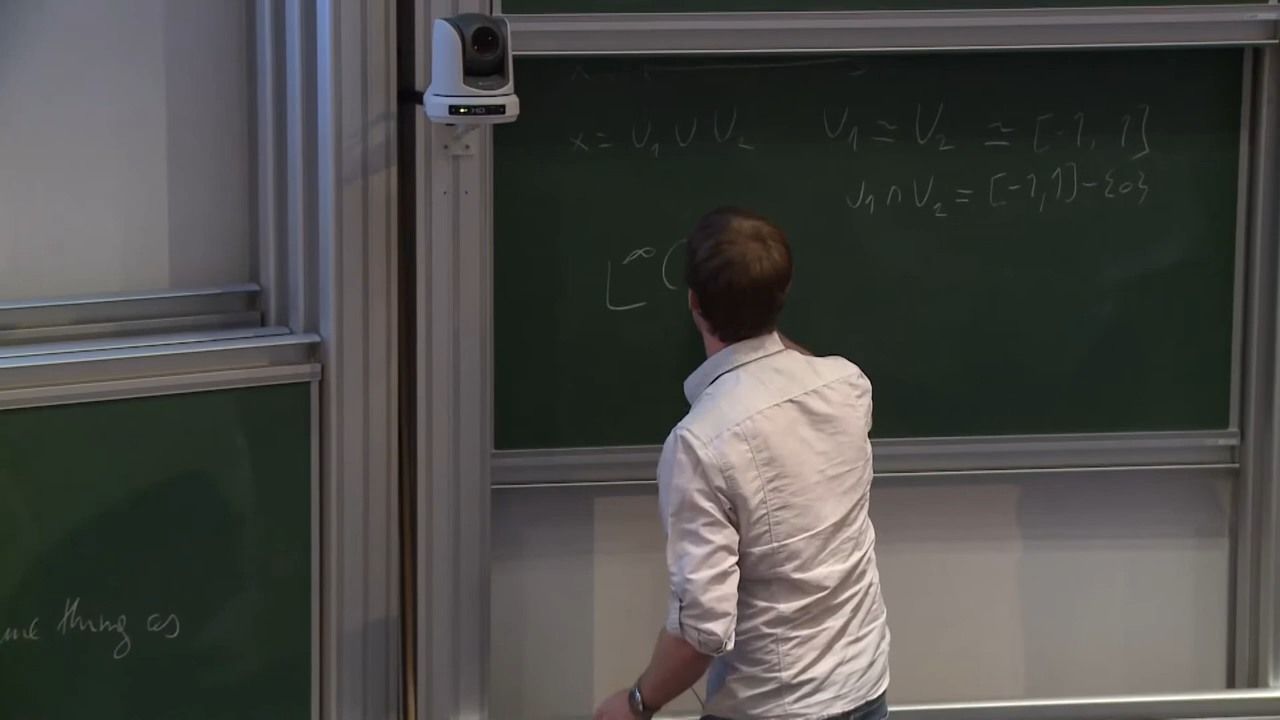 x = U₁ ∪ U₂ U₁ ≃ U₂ ≃ [-1, 1]
U₁ ∩ U₂ = [-1,1] - {0}
L^∞ (
thing as